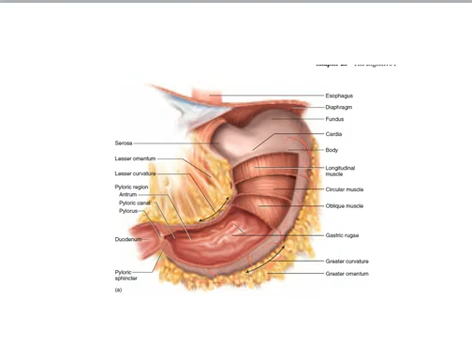 Esophagus
Diaphragm
Fundus
Cardia
Serosa
Body
Lesser omentum
Longitudinal
muscle
Lesser curvature
Pyloric region
Antrum
Circular muscle
Pyloric canal
Oblique muscle
Pylorus
Gastric rugae
Duodenum
Greater curvature
Pyloric
sphincter
Greater omentum
(a)